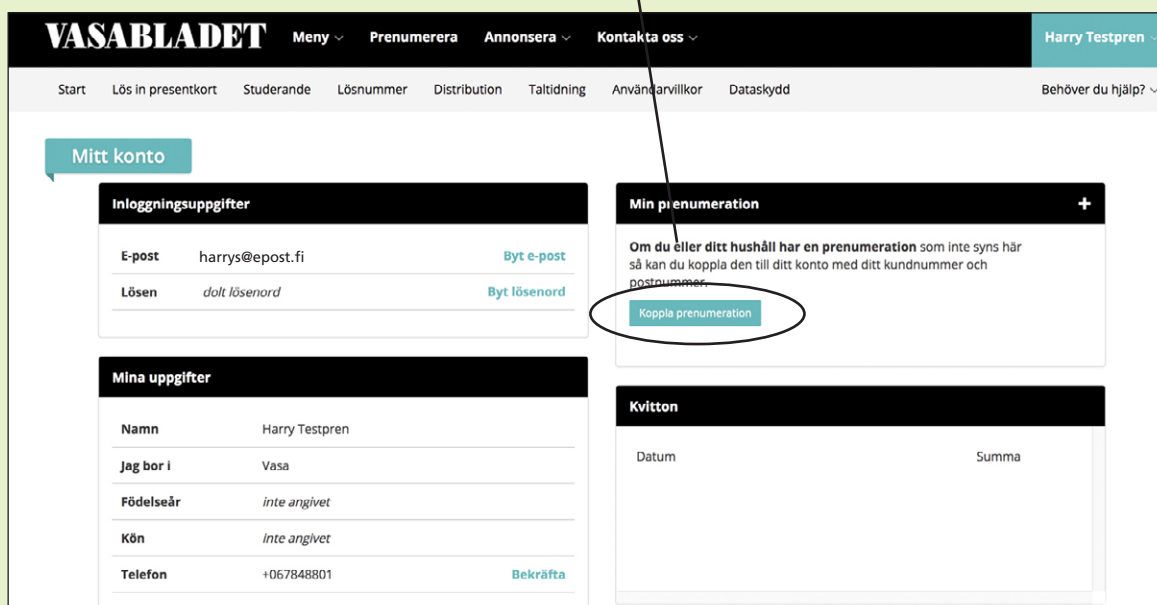 VASABLADET Meny Prenumerera Annonsera Kontakta oss Harry Testpren
Start Lös in presentkort Studerande Lösnummer Distribution Taltidning Användarvillkor Dataskydd Behöver du hjälp?
Mitt konto
Inloggningsuppgifter
E-post harrys@epost.fi Byt e-post
Lösen dolt lösenord Byt lösenord
Mina uppgifter
Namn Harry Testpren
Jag bor i Vasa
Födelseår inte angivet
Kön inte angivet
Telefon +067848801 Bekräfta
Min prenumeration +
Om du eller ditt hushåll har en prenumeration som inte syns här
så kan du koppla den till ditt konto med ditt kundnummer och
postnummer.
Koppla prenumeration
Kvitton
Datum Summa